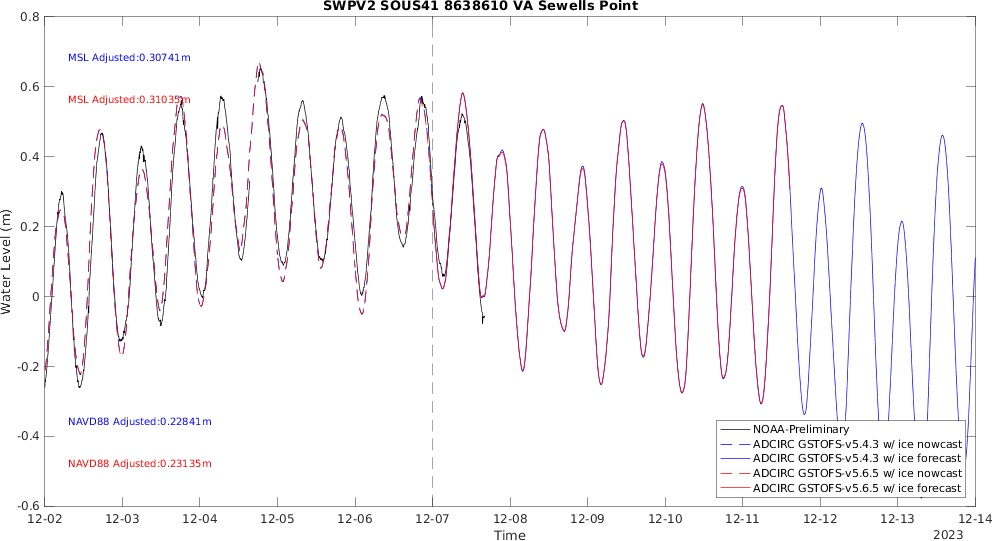 SWPV2 SOUS41 8638610 VA Sewells Point
0.8
0.6
0.4
0.2
0
-0.2
-0.4
-0.6
Water Level (m)
MSL Adjusted:0.30741m
MSL Adjusted:0.31035m
NAVD88 Adjusted:0.22841m
NAVD88 Adjusted:0.23135m
NOAA-Preliminary
ADCIRC GSTOFS-v5.4.3 w/ ice nowcast
ADCIRC GSTOFS-v5.4.3 w/ ice forecast
ADCIRC GSTOFS-v5.6.5 w/ ice nowcast
ADCIRC GSTOFS-v5.6.5 w/ ice forecast
12-02 12-03 12-04 12-05 12-06 12-07 12-08 12-09 12-10 12-11 12-12 12-13 12-14
Time
2023